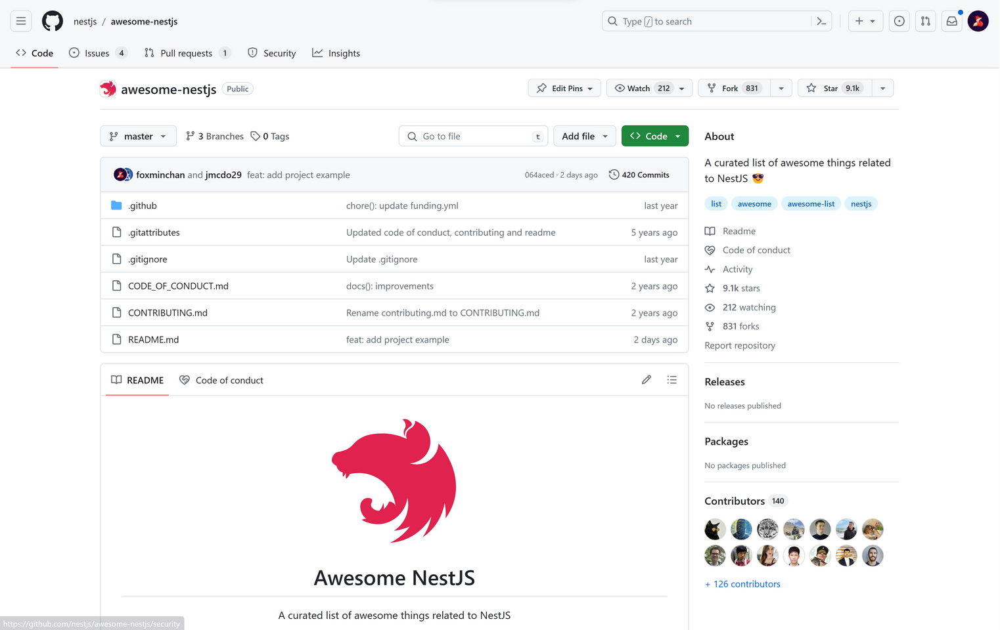 nestjs / awesome-nestjs
Type / to search
Code
Issues 4
Pull requests 1
Security
Insights
awesome-nestjs Public
Edit Pins
Watch 212
Fork 831
Star 9.1k
master
3 Branches
0 Tags
Go to file t
Add file
Code
foxminchan and jmcdo29 feat: add project example 064aced · 2 days ago 420 Commits
.github chore(): update funding.yml last year
.gitattributes Updated code of conduct, contributing and readme 5 years ago
.gitignore Update .gitignore last year
CODE_OF_CONDUCT.md docs(): improvements 2 years ago
CONTRIBUTING.md Rename contributing.md to CONTRIBUTING.md 2 years ago
README.md feat: add project example 2 days ago
README
Code of conduct
Awesome NestJS
A curated list of awesome things related to NestJS
About
A curated list of awesome things related
to NestJS 😎
list awesome awesome-list nestjs
Readme
Code of conduct
Activity
9.1k stars
212 watching
831 forks
Report repository
Releases
No releases published
Packages
No packages published
Contributors 140
+ 126 contributors
https://github.com/nestjs/awesome-nestjs/security